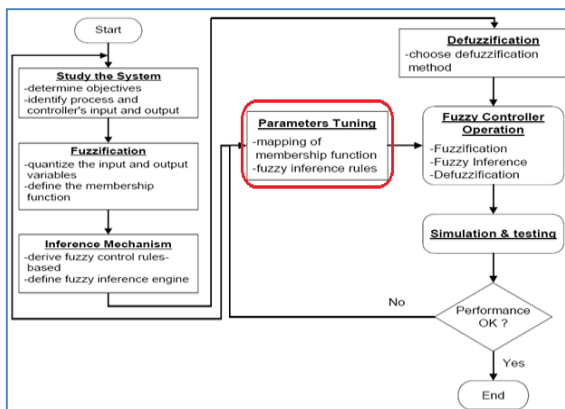 Start
Study the System
-determine objectives
-identify process and
controller's input and output
Fuzzification
-quantize the input and output
variables
-define the membership
function
Inference Mechanism
-derive fuzzy control rules-
based
-define fuzzy inference engine
Parameters Tuning
-mapping of
membership function
-fuzzy inference rules
Defuzzification
-choose defuzzification
method
Fuzzy Controller
Operation
-Fuzzification
-Fuzzy Inference
-Defuzzification
Simulation & testing
Performance
OK ?
No
Yes
End